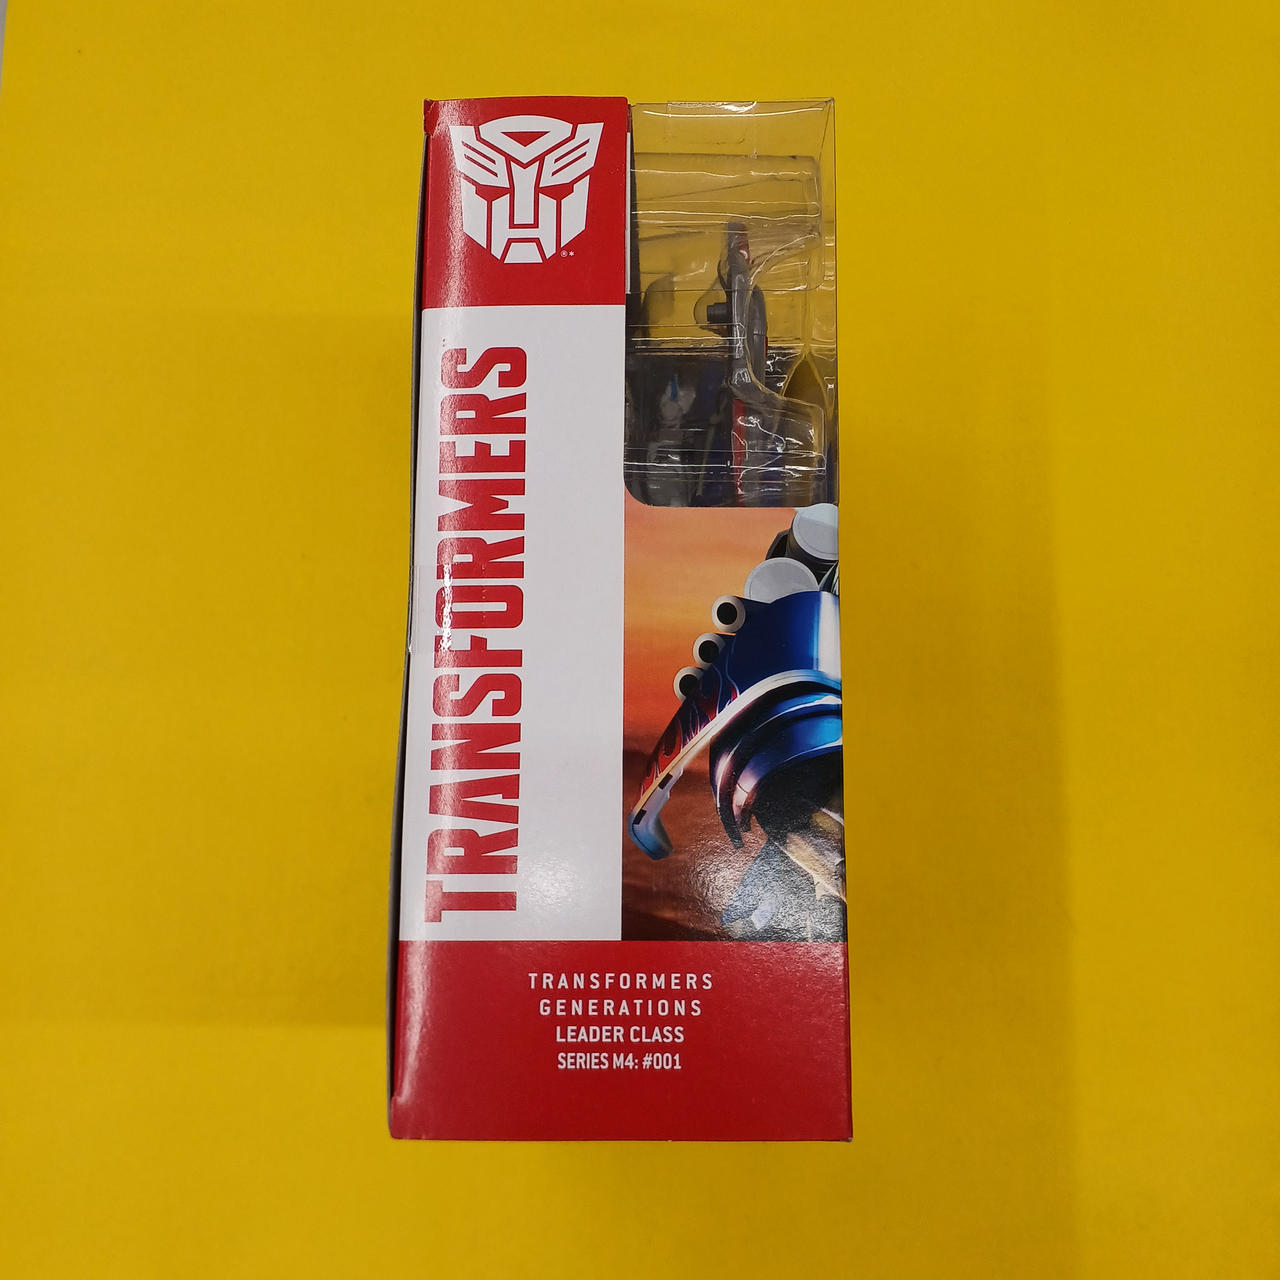 TRANSFORMERS
TRANSFORMERS
GENERATIONS
LEADER CLASS
SERIES M4: #001